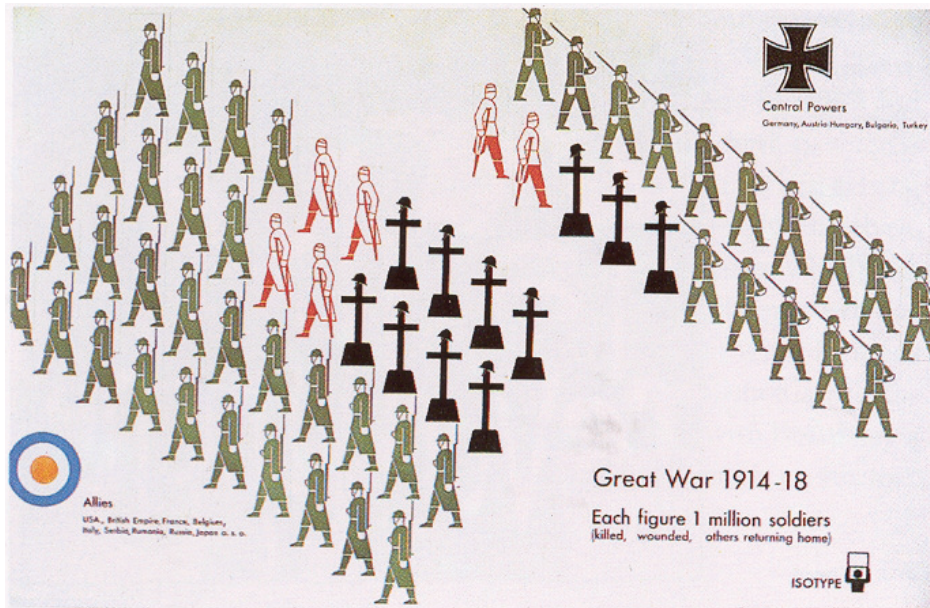 Central Powers
Germany, Austria-Hungary, Bulgaria, Turkey
Allies
USA., British Empire, France, Belgium,
Italy, Serbia, Rumania, Russia, Japan a. s. o.
Great War 1914-18
Each figure 1 million soldiers
(killed, wounded, others returning home)
ISOTYPE